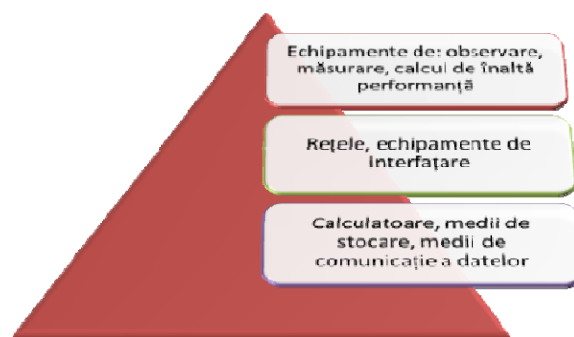 Echipamente de: observare,
măsurare, calcul de înaltă
performanță
Rețele, echipamente de
interfațare
Calculatoare, medii de
stocare, medii de
comunicație a datelor